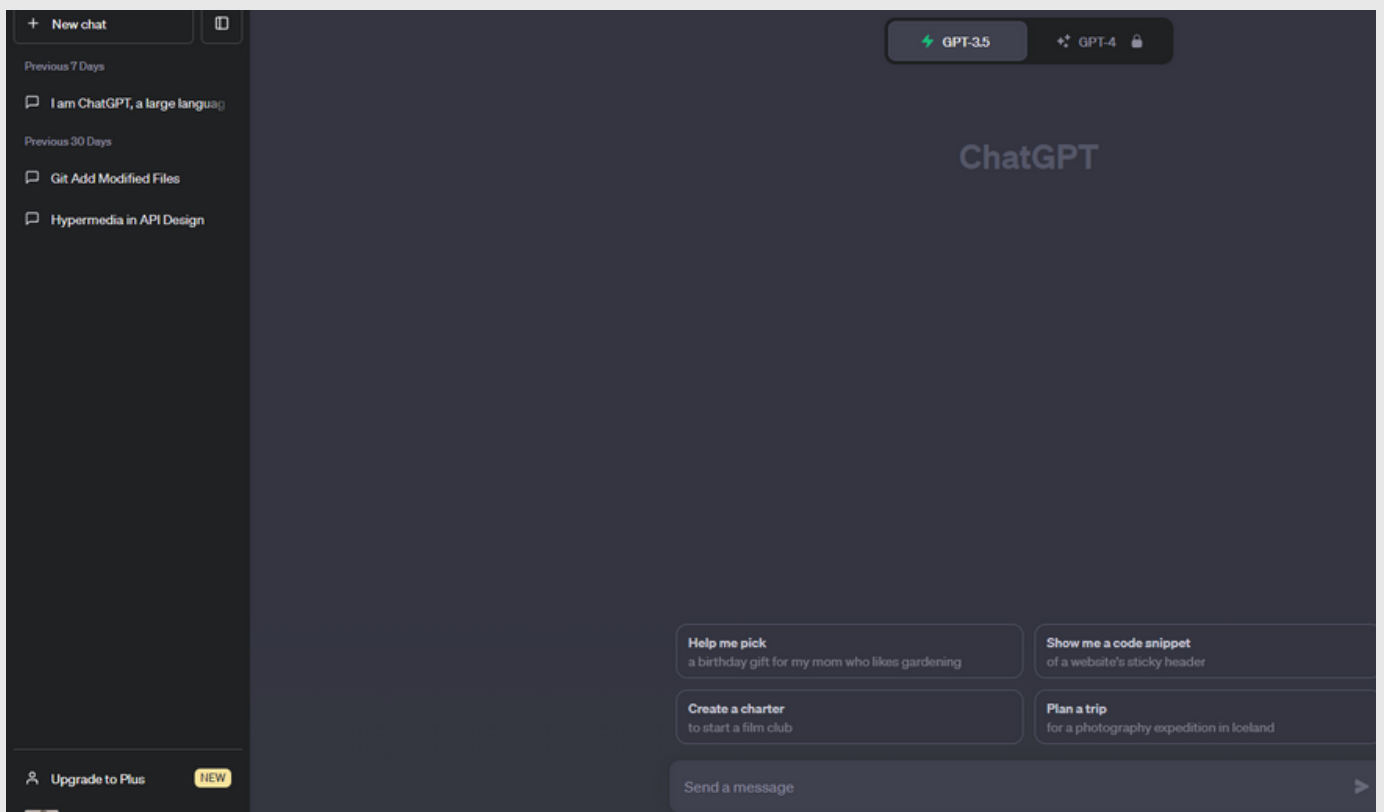 New chat
Previous 7 Days
I am ChatGPT, a large languag
Previous 30 Days
Git Add Modified Files
Hypermedia in API Design
Upgrade to Plus NEW
GPT-3.5 GPT-4
ChatGPT
Help me pick
a birthday gift for my mom who likes gardening
Show me a code snippet
of a website's sticky header
Create a charter
to start a film club
Plan a trip
for a photography expedition in Iceland
Send a message